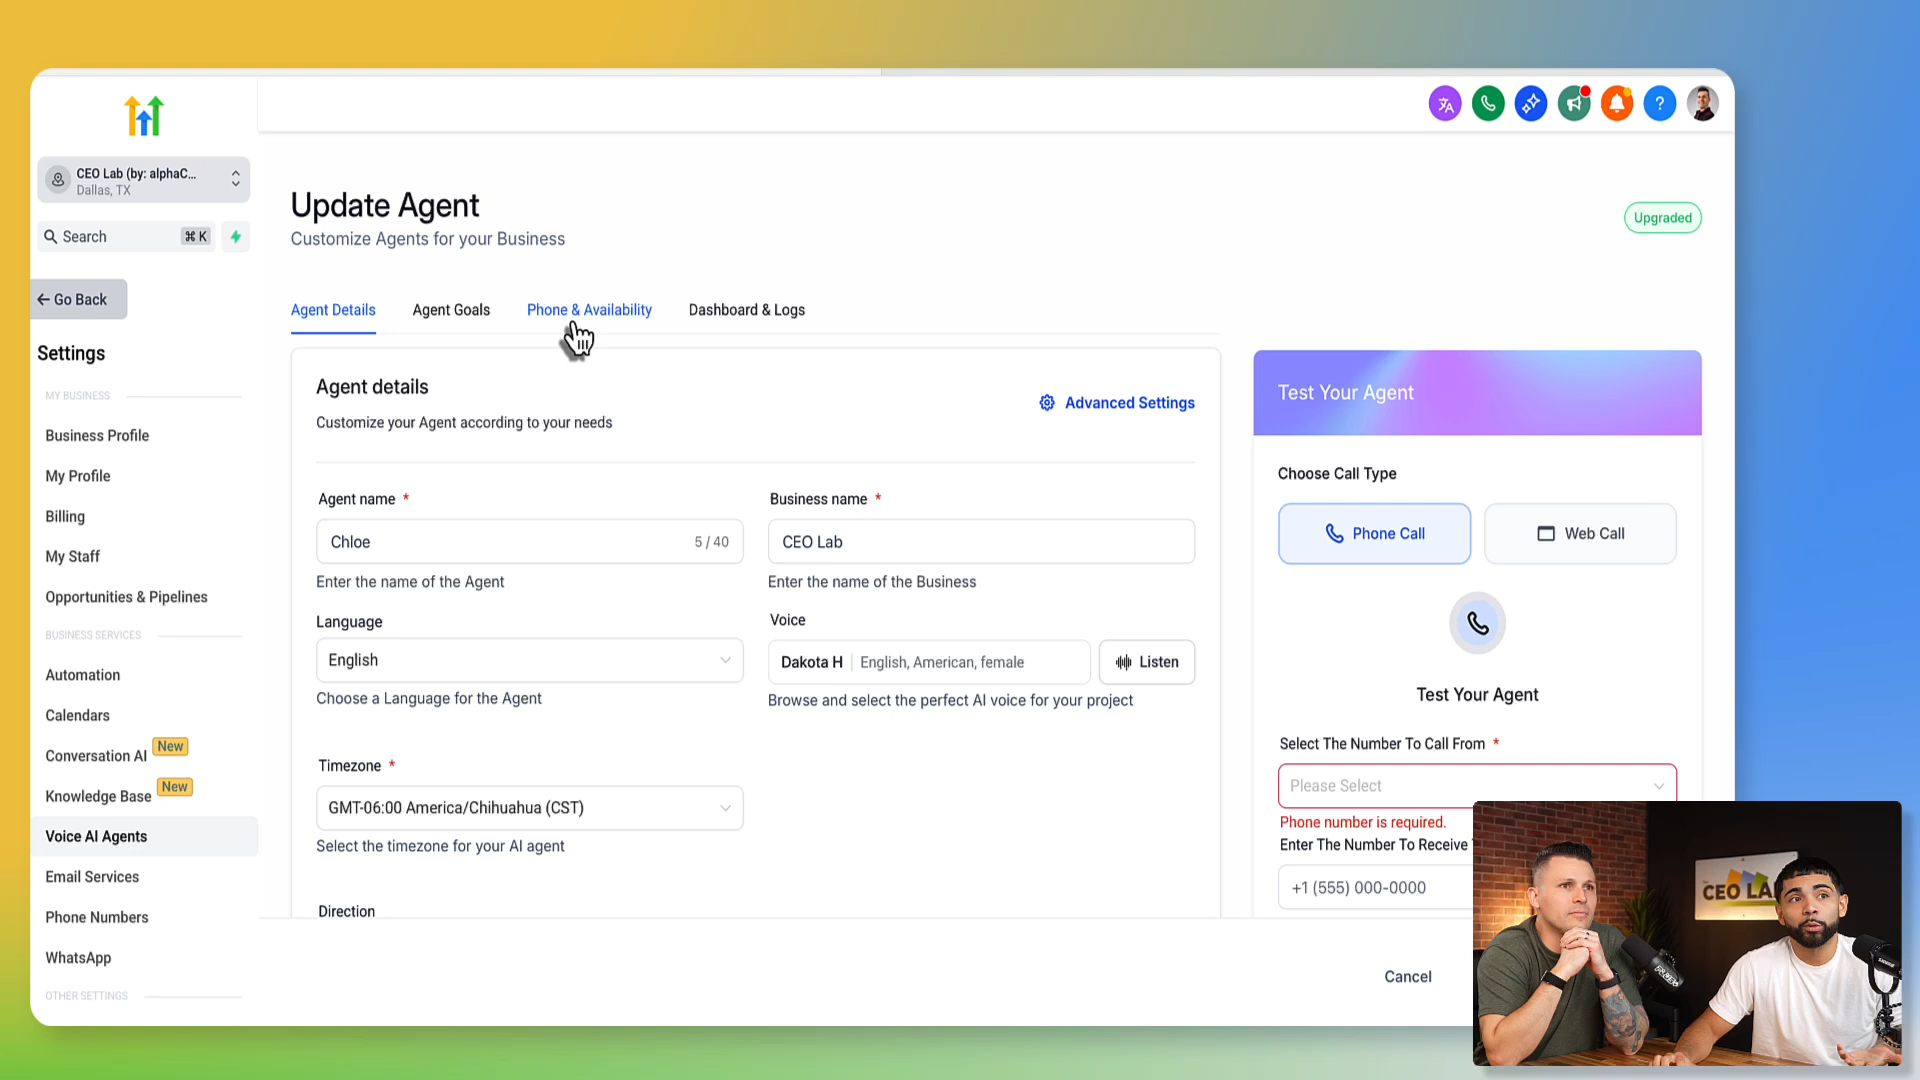 CEO Lab (by: alphaC...
Dallas, TX
Search
⌘ K
← Go Back
Settings
MY BUSINESS
Business Profile
My Profile
Billing
My Staff
Opportunities & Pipelines
BUSINESS SERVICES
Automation
Calendars
Conversation AI
New
Knowledge Base
New
Voice AI Agents
Email Services
Phone Numbers
WhatsApp
OTHER SETTINGS
Update Agent
Customize Agents for your Business
Upgraded
Agent Details
Agent Goals
Phone & Availability
Dashboard & Logs
Agent details
Customize your Agent according to your needs
Advanced Settings
Agent name *
Chloe
5 / 40
Enter the name of the Agent
Business name *
CEO Lab
Enter the name of the Business
Language
English
Choose a Language for the Agent
Voice
Dakota H
English, American, female
Listen
Browse and select the perfect AI voice for your project
Timezone *
GMT-06:00 America/Chihuahua (CST)
Select the timezone for your AI agent
Direction
Test Your Agent
Choose Call Type
Phone Call
Web Call
Test Your Agent
Select The Number To Call From *
Please Select
Phone number is required.
Enter The Number To Receive
+1 (555) 000-0000
Cancel
?
CEO LA